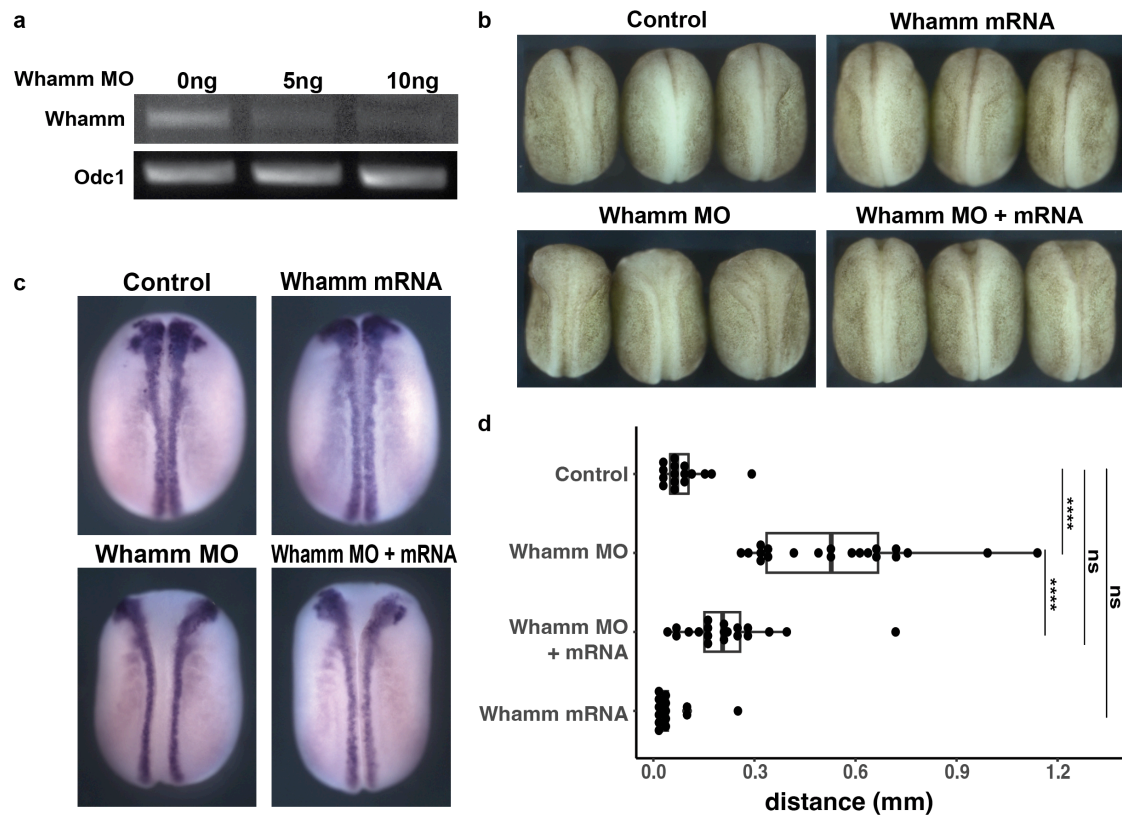 a
Whamm MO 0ng 5ng 10ng
Whamm
Odc1
b
Control Whamm mRNA
Whamm MO Whamm MO + mRNA
c
Control Whamm mRNA
Whamm MO Whamm MO + mRNA
d
Control
Whamm MO
Whamm MO
+ mRNA
Whamm mRNA
****
****
ns
ns
0.0 0.3 0.6 0.9 1.2
distance (mm)